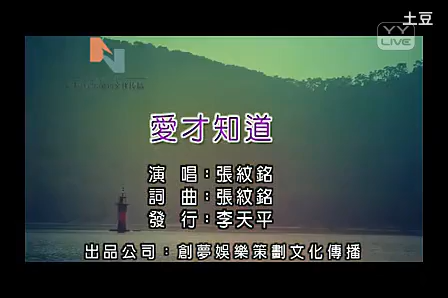 土豆
YY
LIVE
愛才知道
演 唱：張紋銘
詞 曲：張紋銘
發 行：李天平
出品公司：創夢娛樂策劃文化傳播